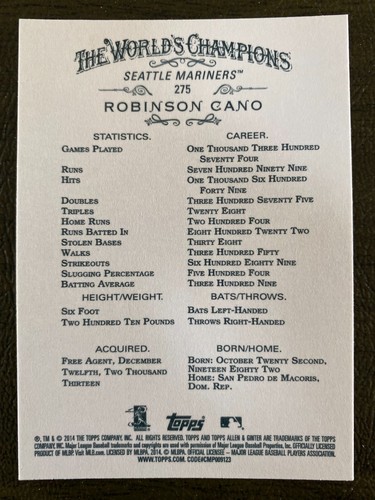 THE WORLD'S CHAMPIONS
SEATTLE MARINERS™
275
ROBINSON CANO
STATISTICS. CAREER.
GAMES PLAYED ONE THOUSAND THREE HUNDRED
SEVENTY FOUR
RUNS SEVEN HUNDRED NINETY NINE
HITS ONE THOUSAND SIX HUNDRED
FORTY NINE
DOUBLES THREE HUNDRED SEVENTY FIVE
TRIPLES TWENTY EIGHT
HOME RUNS TWO HUNDRED FOUR
RUNS BATTED IN EIGHT HUNDRED TWENTY TWO
STOLEN BASES THIRTY EIGHT
WALKS THREE HUNDRED FIFTY
STRIKEOUTS SIX HUNDRED EIGHTY NINE
SLUGGING PERCENTAGE FIVE HUNDRED FOUR
BATTING AVERAGE THREE HUNDRED NINE
HEIGHT/WEIGHT. BATS/THROWS.
SIX FOOT BATS LEFT-HANDED
TWO HUNDRED TEN POUNDS THROWS RIGHT-HANDED
ACQUIRED. BORN/HOME.
FREE AGENT, DECEMBER BORN: OCTOBER TWENTY SECOND,
TWELFTH, TWO THOUSAND NINETEEN EIGHTY TWO
THIRTEEN HOME: SAN PEDRO DE MACORIS,
DOM. REP.
Topps
®, TM & © 2014 THE TOPPS COMPANY, INC. ALL RIGHTS RESERVED. TOPPS AND TOPPS ALLEN & GINTER ARE TRADEMARKS OF THE TOPPS
COMPANY, INC. Major League Baseball trademarks and copyrights are used with permission of Major League Baseball Properties, Inc. OFFICIALLY LICENSED
PRODUCT OF MLBP. Visit MLB.com. LICENSED BY MLBPA. © MLBPA. OFFICIAL LICENSEE – MAJOR LEAGUE BASEBALL PLAYERS ASSOCIATION.
WWW.TOPPS.COM. CODE#CMP009123